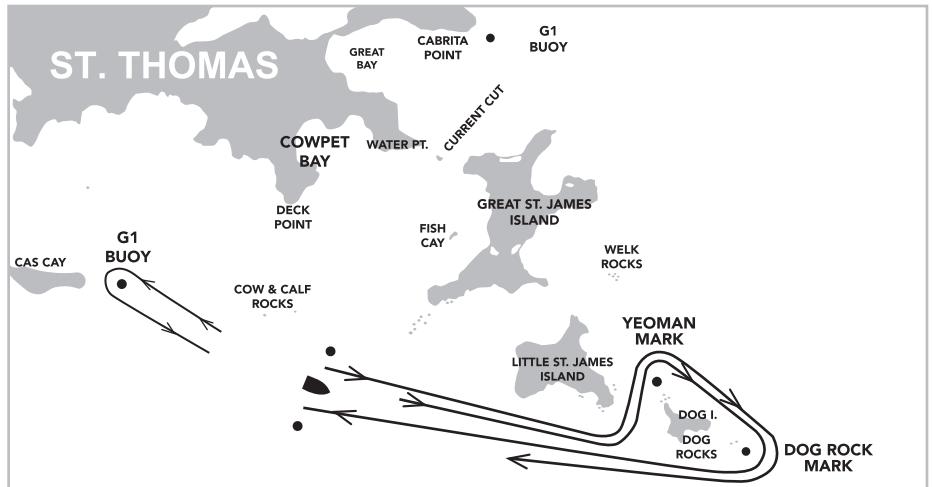 G1
BUOY
CABRITA
POINT
GREAT
BAY
ST. THOMAS
CURRENT CUT
COWPET
BAY
WATER PT.
GREAT ST. JAMES
ISLAND
DECK
POINT
FISH
CAY
G1
BUOY
WELK
ROCKS
CAS CAY
COW & CALF
ROCKS
YEOMAN
MARK
LITTLE ST. JAMES
ISLAND
DOG I.
DOG
ROCKS
DOG ROCK
MARK